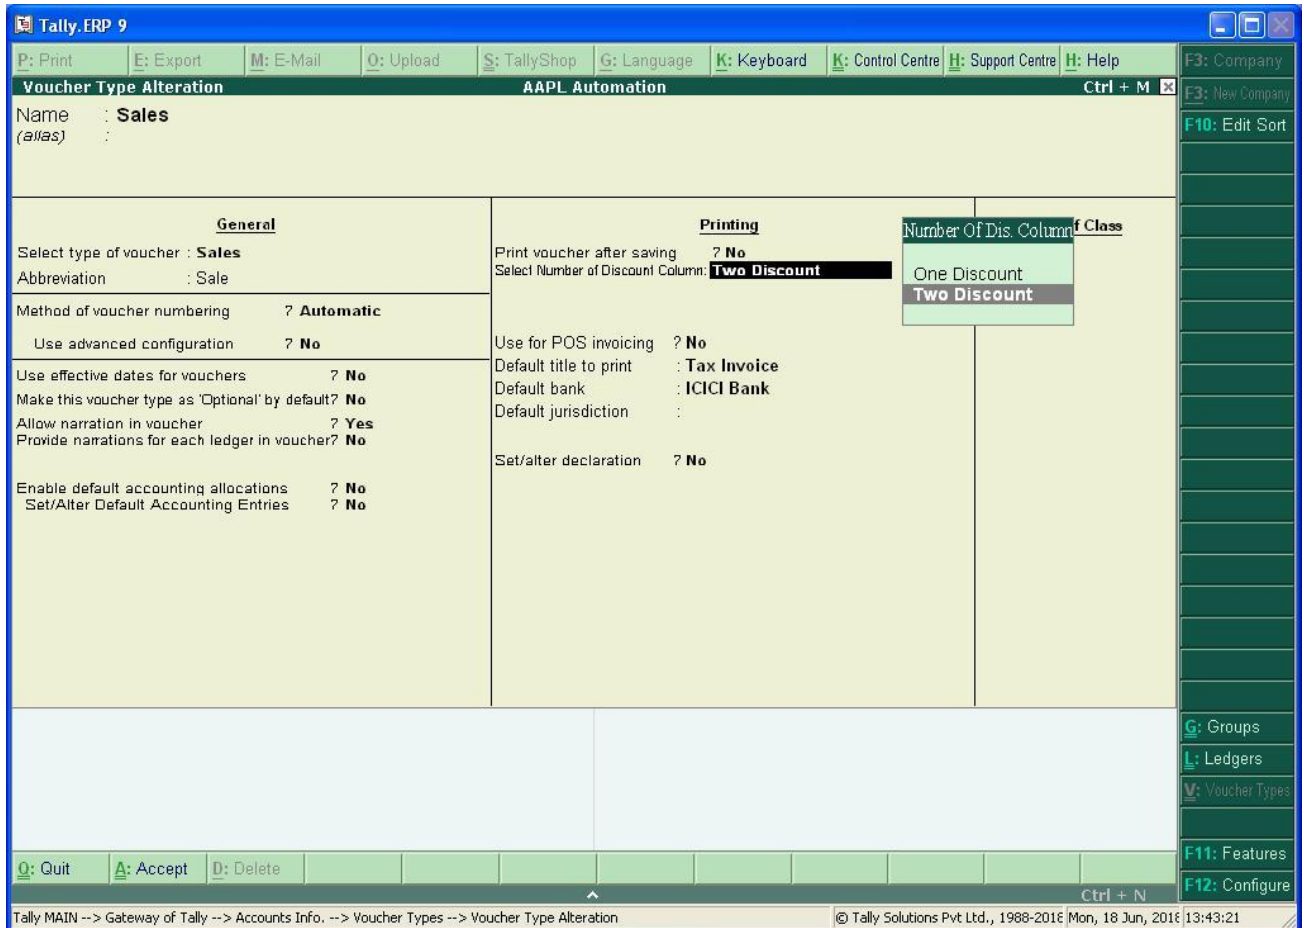 Tally.ERP 9
P: Print E: Export M: E-Mail O: Upload S: TallyShop G: Language K: Keyboard K: Control Centre H: Support Centre H: Help F3: Company
Voucher Type Alteration AAPL Automation Ctrl + M
F3: New Company
Name : Sales
F10: Edit Sort
(alias) :
General Printing f Class
Number Of Dis. Column
Select type of voucher : Sales Print voucher after saving ? No
Abbreviation : Sale Select Number of Discount Column: Two Discount
One Discount
Two Discount
Method of voucher numbering ? Automatic
Use advanced configuration ? No Use for POS invoicing ? No
Default title to print : Tax Invoice
Use effective dates for vouchers ? No Default bank : ICICI Bank
Make this voucher type as 'Optional' by default? No
Default jurisdiction :
Allow narration in voucher ? Yes
Provide narrations for each ledger in voucher? No
Set/alter declaration ? No
Enable default accounting allocations ? No
Set/Alter Default Accounting Entries ? No
G: Groups
L: Ledgers
V: Voucher Types
F11: Features
Q: Quit A: Accept D: Delete
F12: Configure
Ctrl + N
Tally MAIN --> Gateway of Tally --> Accounts Info. --> Voucher Types --> Voucher Type Alteration © Tally Solutions Pvt Ltd., 1988-2018 Mon, 18 Jun, 2018 13:43:21